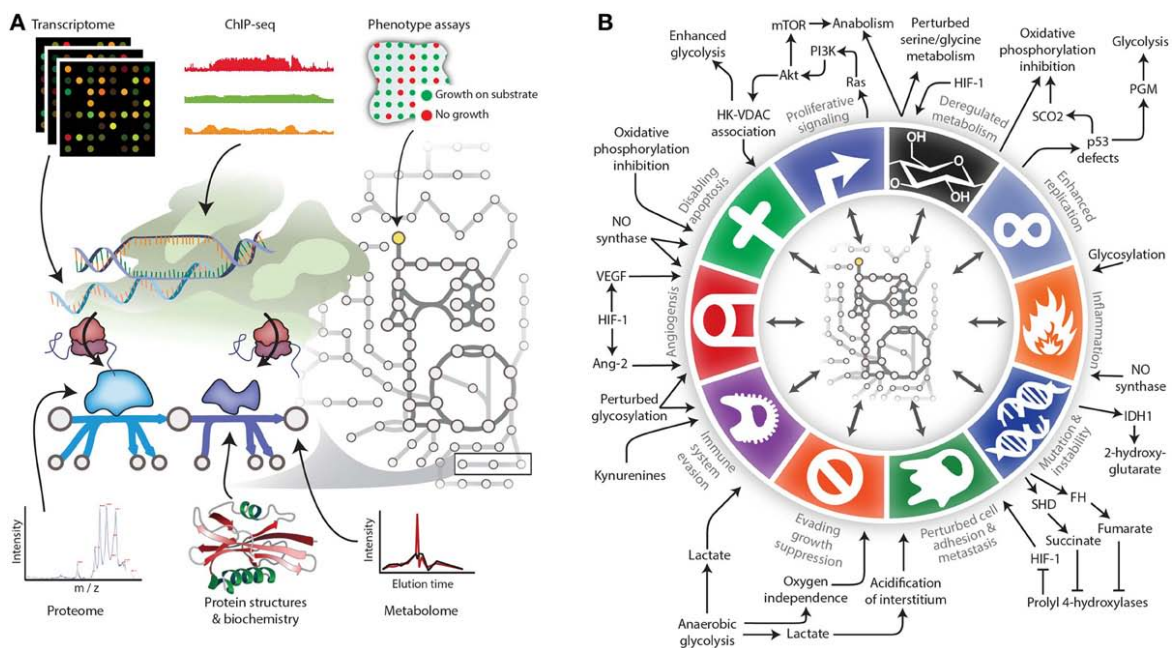 A
Transcriptome
ChIP-seq
Phenotype assays
Growth on substrate
No growth
Intensity
m / z
Proteome
Protein structures
& biochemistry
Intensity
Elution time
Metabolome
B
mTOR
Anabolism
Perturbed
serine/glycine
metabolism
Enhanced
glycolysis
PI3K
Akt
Ras
HIF-1
Oxidative
phosphorylation
inhibition
Glycolysis
PGM
SCO2
p53
defects
HK-VDAC
association
Oxidative
phosphorylation
inhibition
NO
synthase
VEGF
HIF-1
Ang-2
Perturbed
glycosylation
Kynurenines
Lactate
Anaerobic
glycolysis
Lactate
Oxygen
independence
Acidification
of interstitium
Glycosylation
NO
synthase
IDH1
2-hydroxy-
glutarate
FH
SHD
Fumarate
Succinate
HIF-1
Prolyl 4-hydroxylases
Proliferative
signaling
Deregulated
metabolism
Enhanced
replication
Inflammation
Mutation &
instability
Perturbed cell
adhesion &
metastasis
Evading
growth
suppression
Immune
system
evasion
Angiogensis
Disabling
apoptosis
OH
O
O
OH